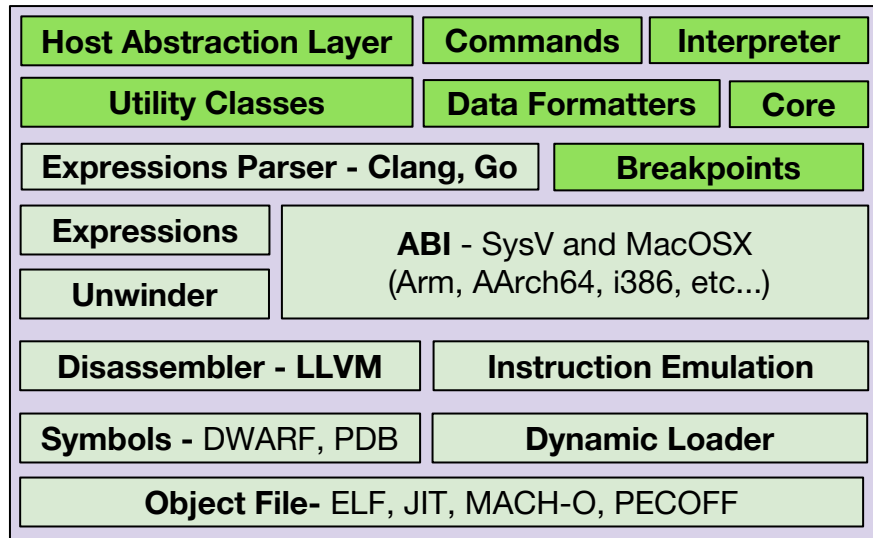 Host Abstraction Layer
Commands
Interpreter
Utility Classes
Data Formatters
Core
Expressions Parser - Clang, Go
Breakpoints
Expressions
Unwinder
ABI - SysV and MacOSX
(Arm, AArch64, i386, etc...)
Disassembler - LLVM
Instruction Emulation
Symbols - DWARF, PDB
Dynamic Loader
Object File- ELF, JIT, MACH-O, PECOFF